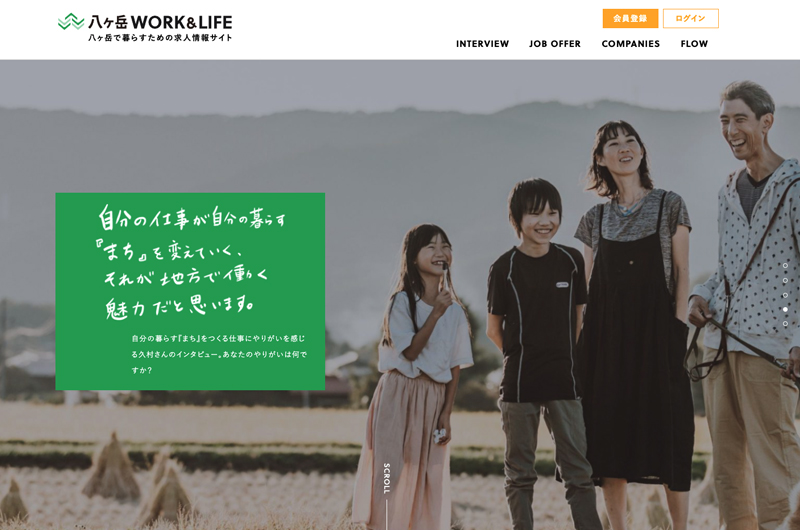 八ヶ岳 WORK&LIFE
八ヶ岳で暮らすための求人情報サイト
会員登録
ログイン
INTERVIEW
JOB OFFER
COMPANIES
FLOW
自分の仕事が自分の暮らす
『まち』を変えていく、
それが地方で働く
魅力だと思います。
自分の暮らす『まち』をつくる仕事にやりがいを感じ
る久村さんのインタビュー。あなたのやりがいは何で
すか？
SCROLL